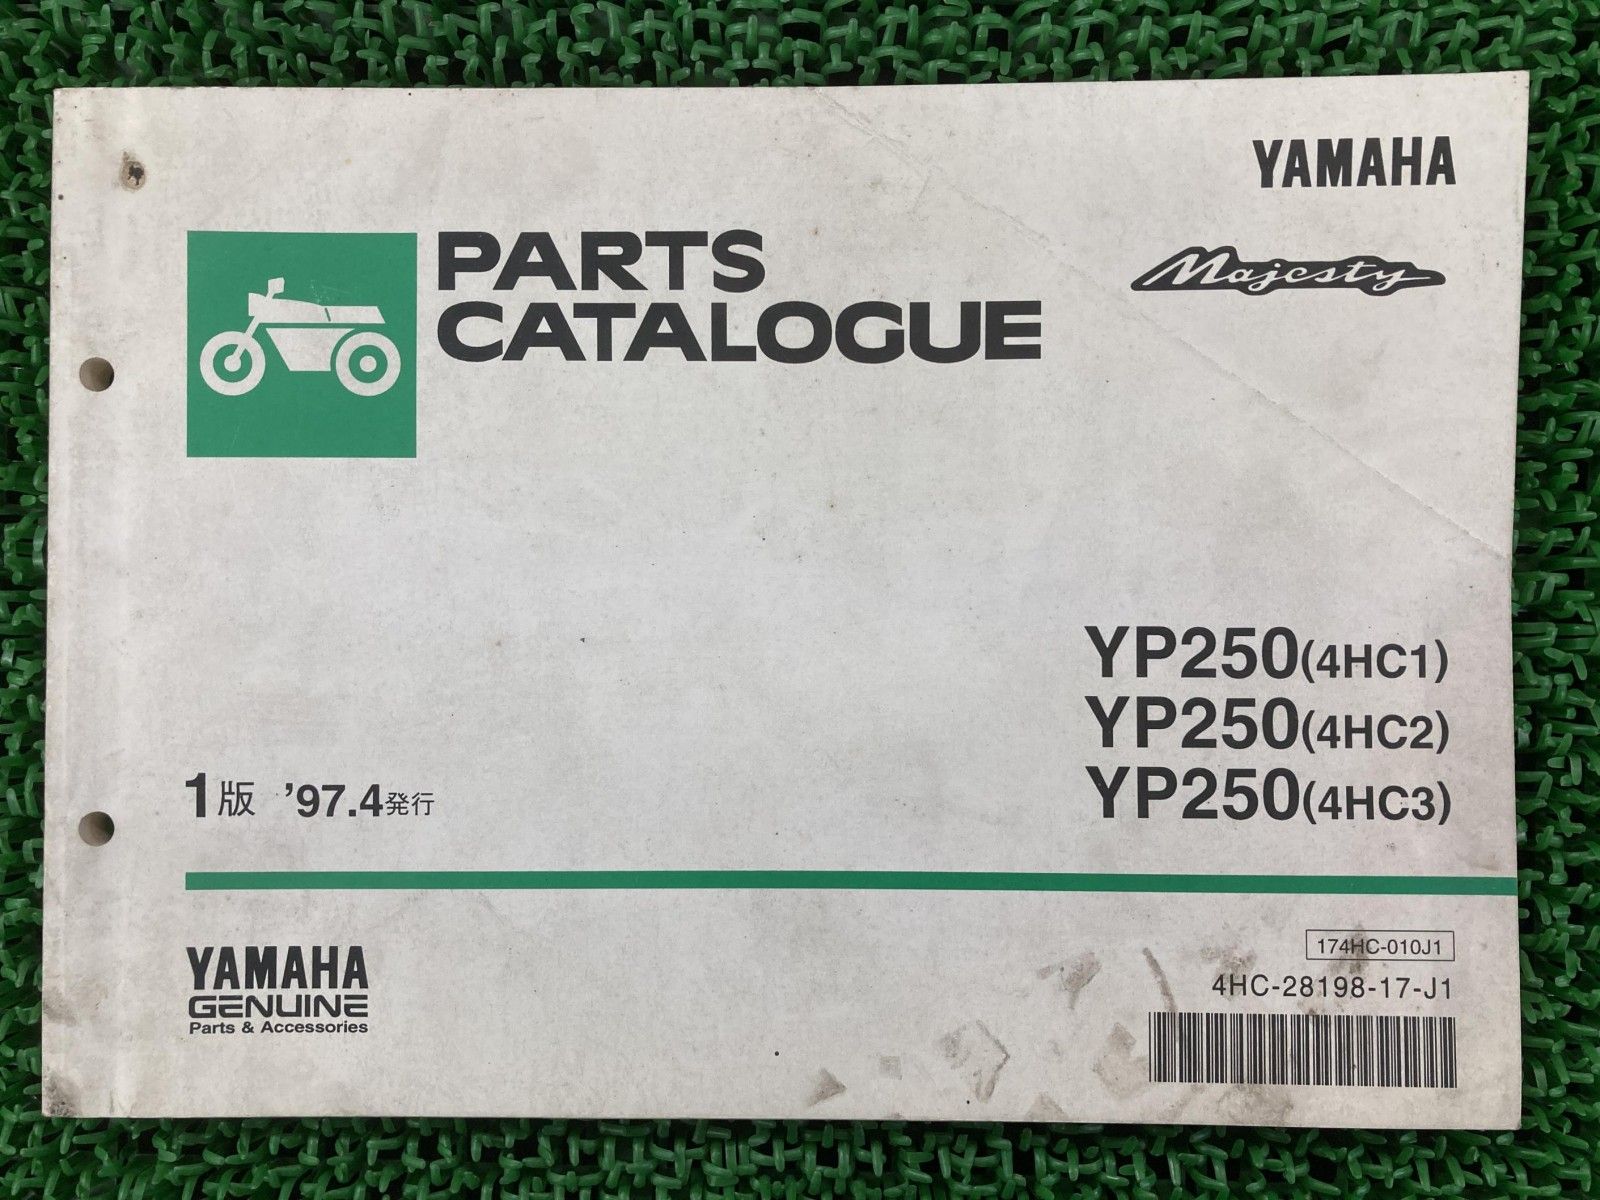 YAMAHA
Majesty
PARTS
CATALOGUE
YP250(4HC1)
YP250(4HC2)
YP250(4HC3)
1版 '97.4発行
YAMAHA
GENUINE
Parts & Accessories
174HC-010J1
4HC-28198-17-J1